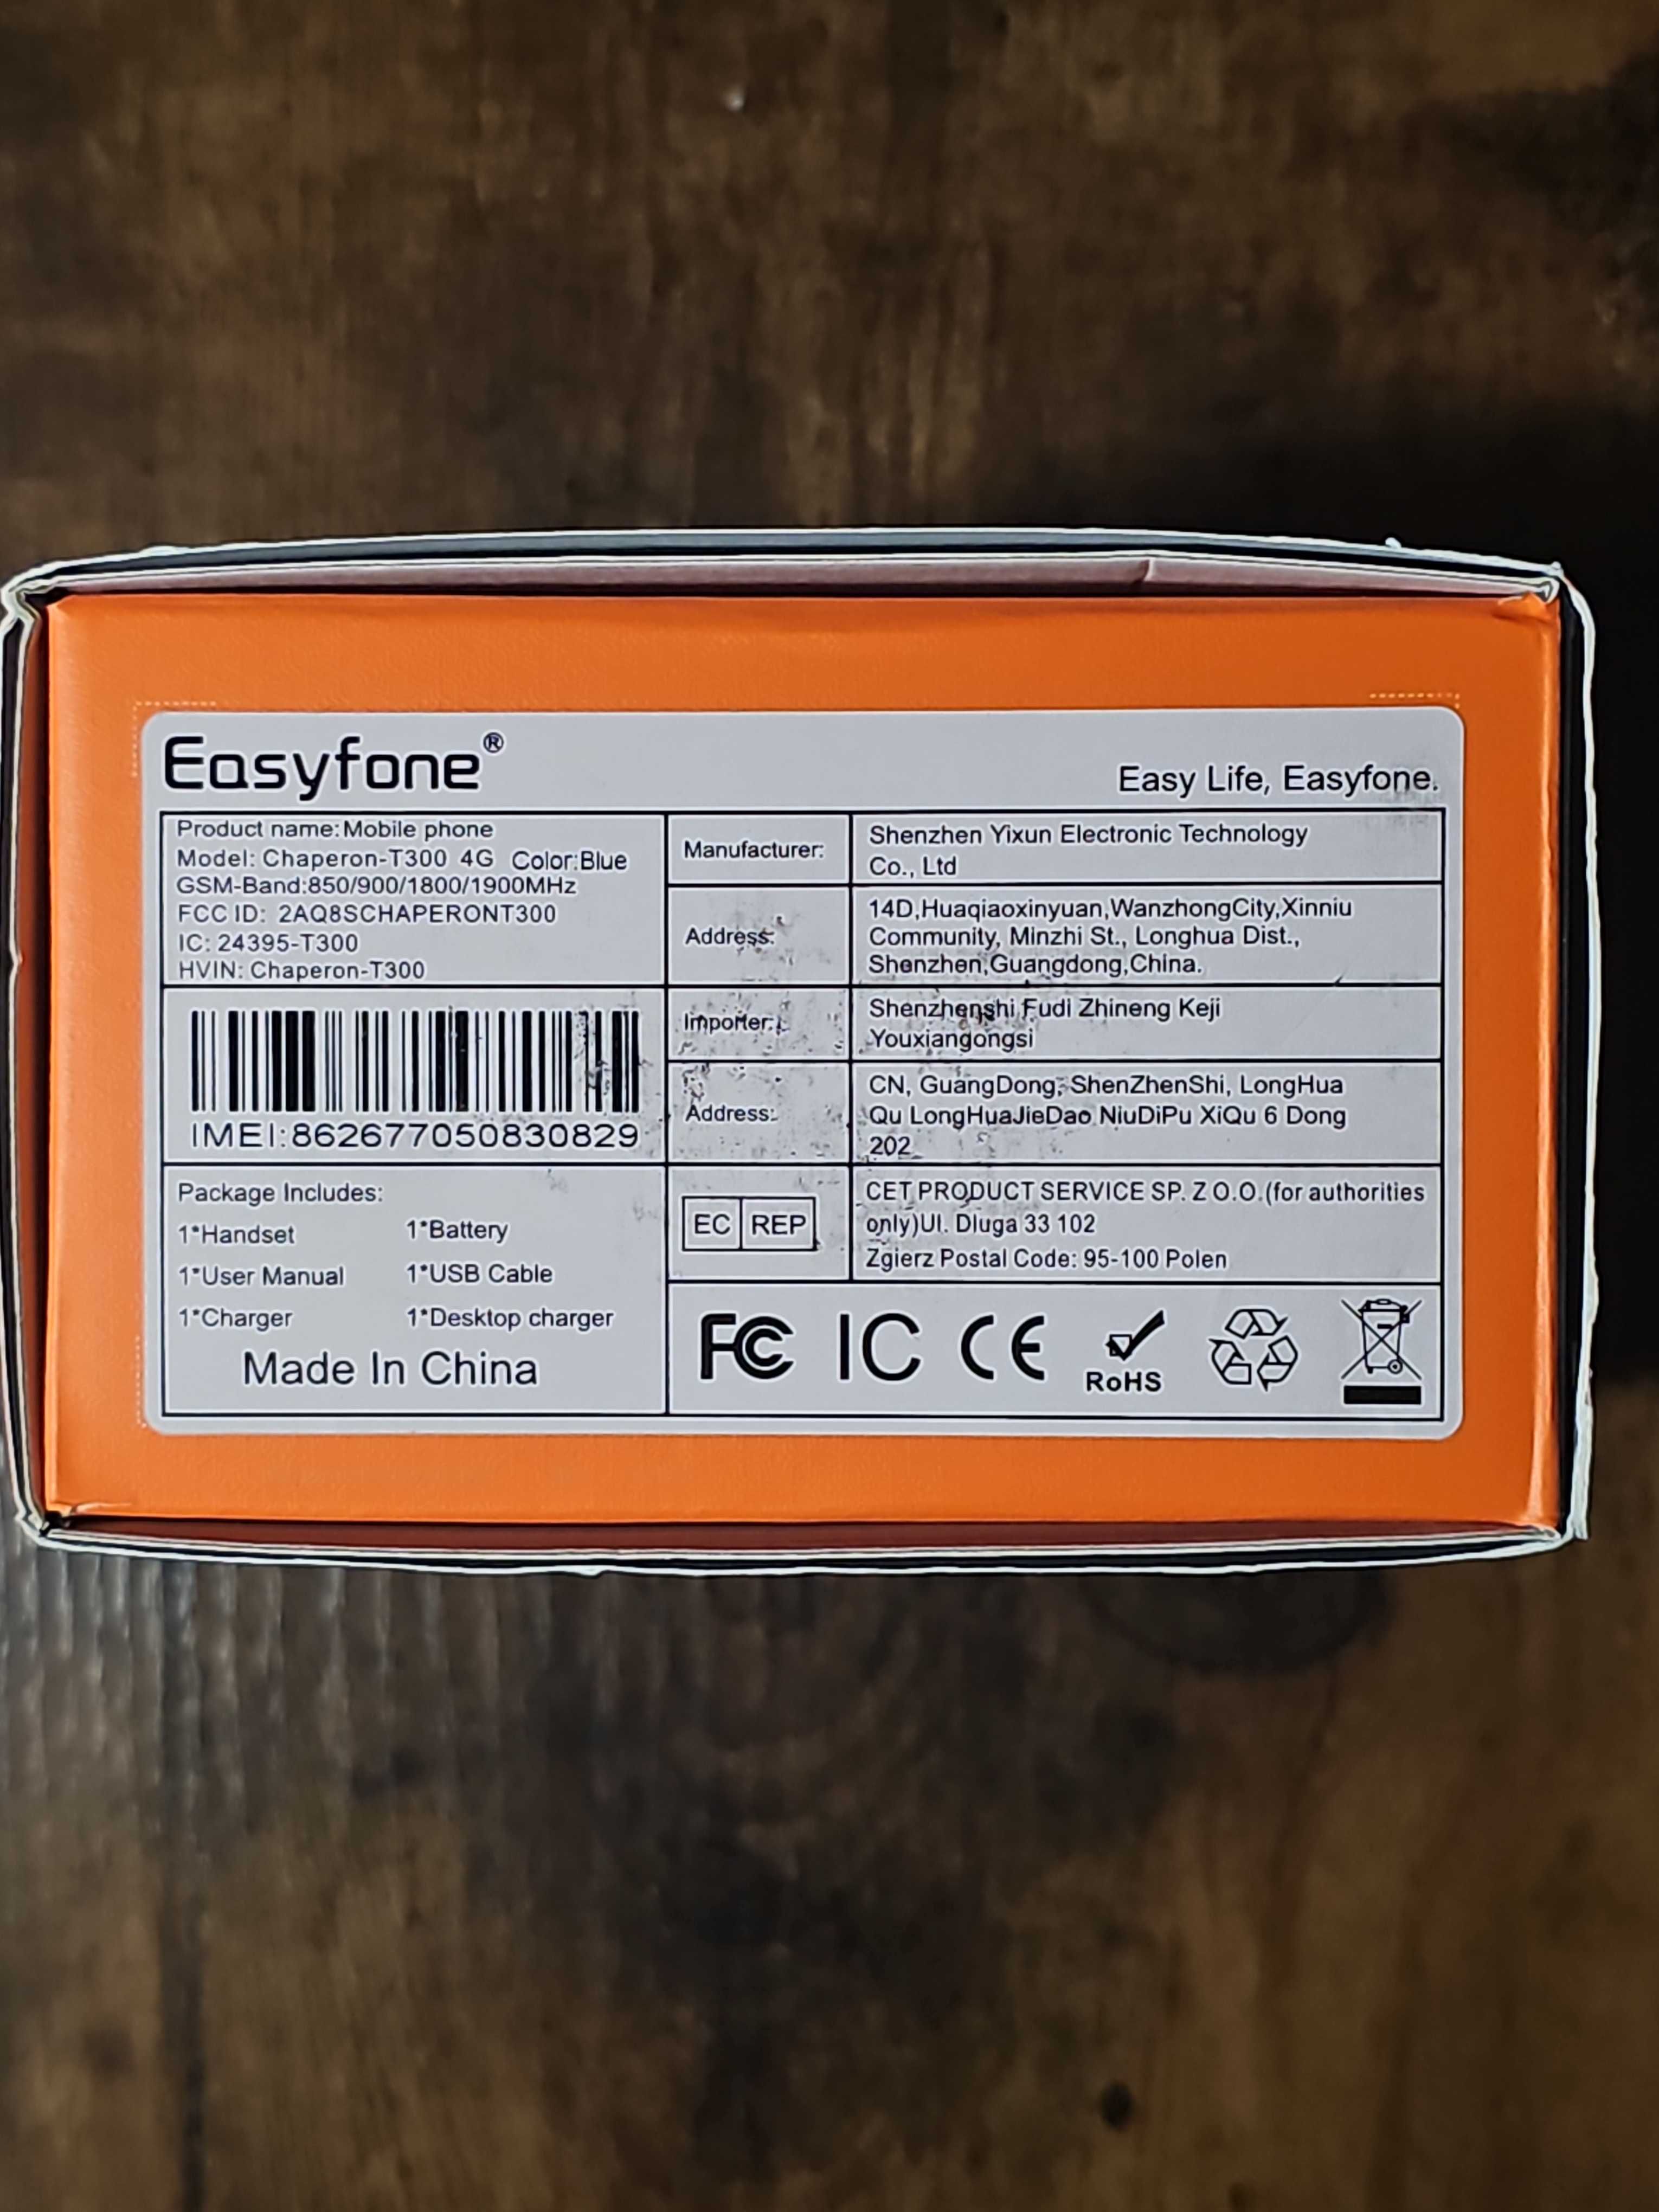 Easyfone®
Easy Life, Easyfone.
Product name:Mobile phone
Model: Chaperon-T300 4G Color:Blue
GSM-Band:850/900/1800/1900MHz
FCC ID: 2AQ8SCHAPERONT300
IC: 24395-T300
HVIN: Chaperon-T300
IMEI:862677050830829
Package Includes:
1*Handset 1*Battery
1*User Manual 1*USB Cable
1*Charger 1*Desktop charger
Made In China
Manufacturer: Shenzhen Yixun Electronic Technology
Co., Ltd
Address: 14D,Huaqiaoxinyuan,WanzhongCity,Xinniu
Community, Minzhi St., Longhua Dist.,
Shenzhen,Guangdong,China.
Importer: Shenzhenshi Fudi Zhineng Keji
Youxiangongsi
Address: CN, GuangDong, ShenZhenShi, LongHua
Qu LongHuaJieDao NiuDiPu XiQu 6 Dong
202
EC REP CET PRODUCT SERVICE SP. Z O.O.(for authorities
only)Ul. Dluga 33 102
Zgierz Postal Code: 95-100 Polen
FC IC CE RoHS